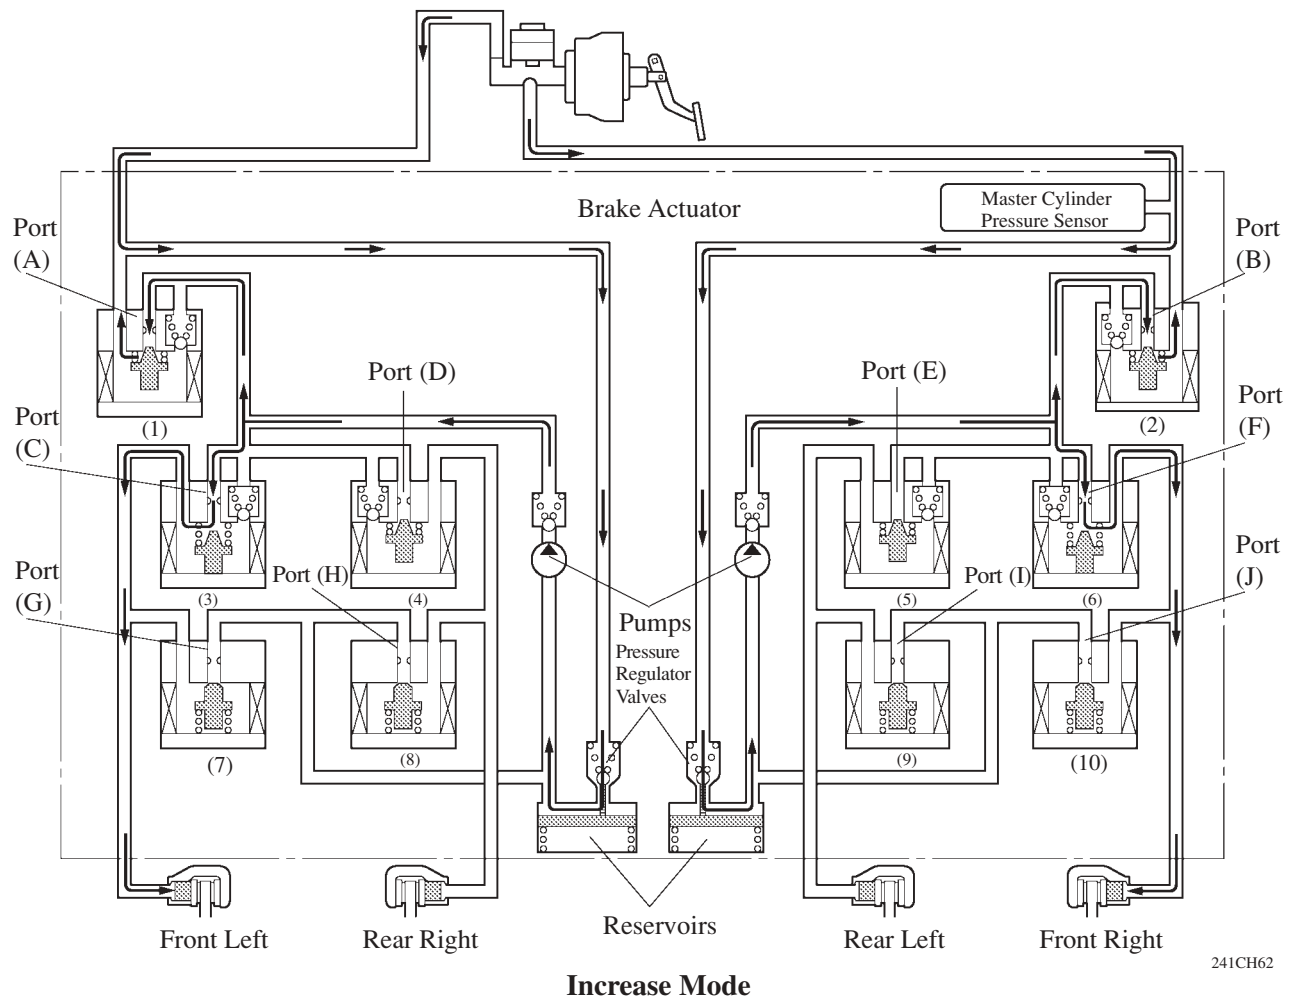 Master Cylinder
Pressure Sensor
Brake Actuator
Port
(A)
Port
(B)
(1)
(2)
Port (D)
Port (E)
Port
(C)
Port
(F)
(3)
(4)
(5)
(6)
Port
(G)
Port (H)
Port (I)
Port
(J)
Pumps
Pressure
Regulator
Valves
(7)
(8)
(9)
(10)
Reservoirs
Front Left
Rear Right
Rear Left
Front Right
241CH62
Increase Mode